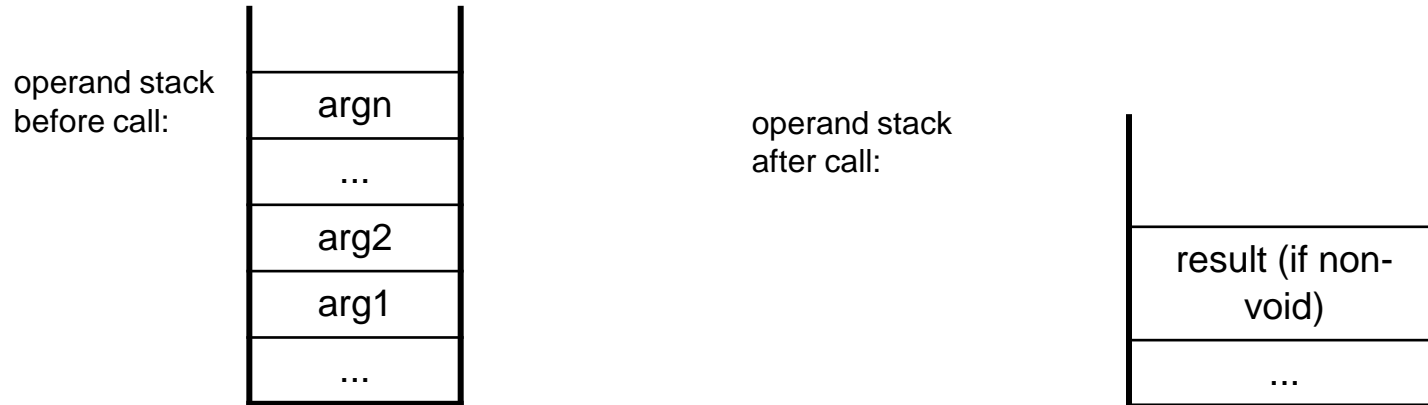 operand stack
before call:
argn
...
arg2
arg1
...
operand stack
after call:
result (if non-
void)
...